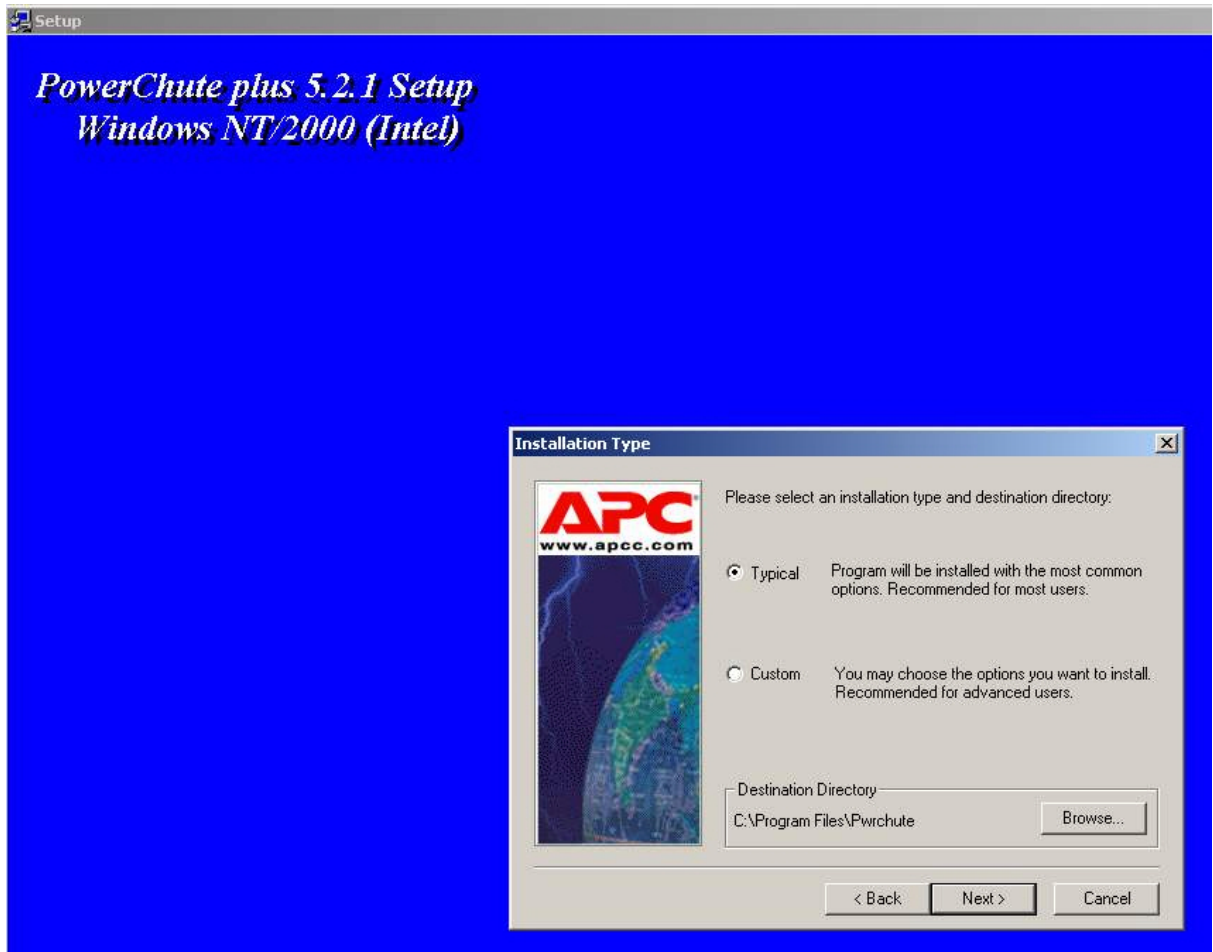 Setup
PowerChute plus 5.2.1 Setup
Windows NT/2000 (Intel)
Installation Type
APC
www.apcc.com
Please select an installation type and destination directory:
Typical
Program will be installed with the most common
options. Recommended for most users.
Custom
You may choose the options you want to install.
Recommended for advanced users.
Destination Directory
C:\Program Files\Pwrchute
Browse...
< Back
Next >
Cancel